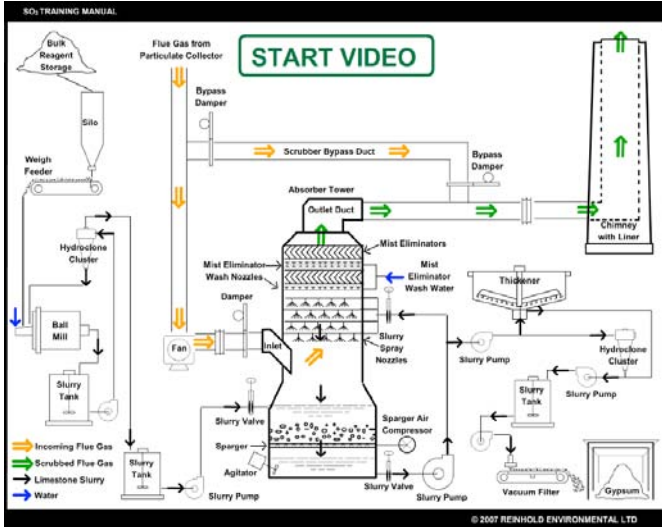 SO₂ TRAINING MANUAL
Bulk
Reagent
Storage
Flue Gas from
Particulate Collector
START VIDEO
Silo
Bypass
Damper
Weigh
Feeder
Scrubber Bypass Duct
Bypass
Damper
Absorber Tower
Outlet Duct
Chimney
with Liner
Hydroclone
Cluster
Mist Eliminators
Mist Eliminator
Wash Nozzles
Mist
Eliminator
Wash Water
Thickener
Damper
Ball
Mill
Fan
Inlet
Slurry
Spray
Nozzles
Slurry Pump
Hydroclone
Cluster
Slurry
Tank
Slurry Pump
Slurry
Tank
Slurry Valve
Sparger Air
Compressor
Incoming Flue Gas
Scrubbed Flue Gas
Limestone Slurry
Water
Slurry
Tank
Sparger
Agitator
Slurry Pump
Slurry Valve
Slurry Pump
Vacuum Filter
Gypsum
© 2007 REINHOLD ENVIRONMENTAL LTD